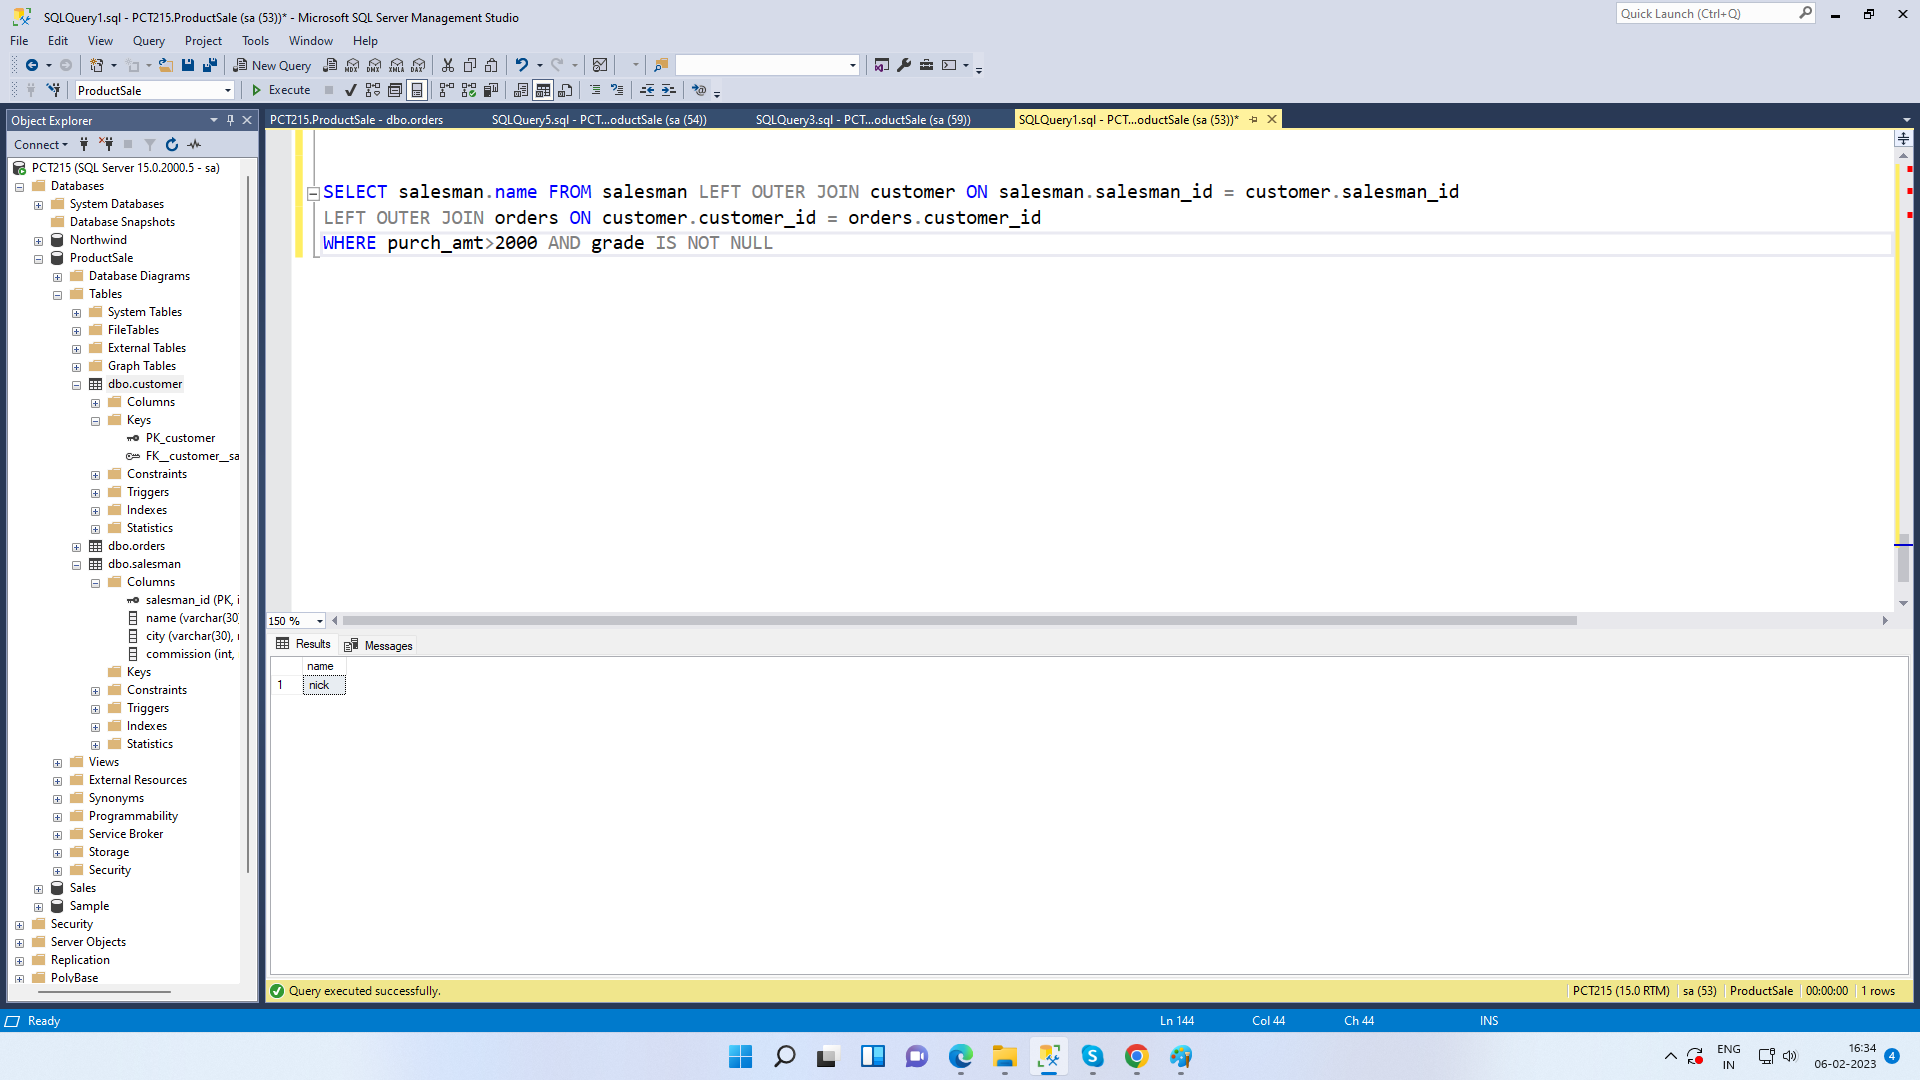 SQLQuery1.sql - PCT215.ProductSale (sa (53))* - Microsoft SQL Server Management Studio
Quick Launch (Ctrl+Q)
File Edit View Query Project Tools Window Help
New Query
MDX DMX XMLA DAX
ProductSale
Execute
Object Explorer
PCT215.ProductSale - dbo.orders
SQLQuery5.sql - PCT...oductSale (sa (54))
SQLQuery3.sql - PCT...oductSale (sa (59))
SQLQuery1.sql - PCT...oductSale (sa (53))*
Connect
PCT215 (SQL Server 15.0.2000.5 - sa)
Databases
System Databases
Database Snapshots
Northwind
ProductSale
Database Diagrams
Tables
System Tables
FileTables
External Tables
Graph Tables
dbo.customer
Columns
Keys
PK_customer
FK__customer__sa
Constraints
Triggers
Indexes
Statistics
dbo.orders
dbo.salesman
Columns
salesman_id (PK, i
name (varchar(30)
city (varchar(30), r
commission (int,
Keys
Constraints
Triggers
Indexes
Statistics
Views
External Resources
Synonyms
Programmability
Service Broker
Storage
Security
Sales
Sample
Security
Server Objects
Replication
PolyBase
SELECT salesman.name FROM salesman LEFT OUTER JOIN customer ON salesman.salesman_id = customer.salesman_id
LEFT OUTER JOIN orders ON customer.customer_id = orders.customer_id
WHERE purch_amt>2000 AND grade IS NOT NULL
150 %
Results Messages
name
1 nick
Query executed successfully.
PCT215 (15.0 RTM) sa (53) ProductSale 00:00:00 1 rows
Ready
Ln 144 Col 44 Ch 44 INS
ENG
IN
16:34
06-02-2023
4